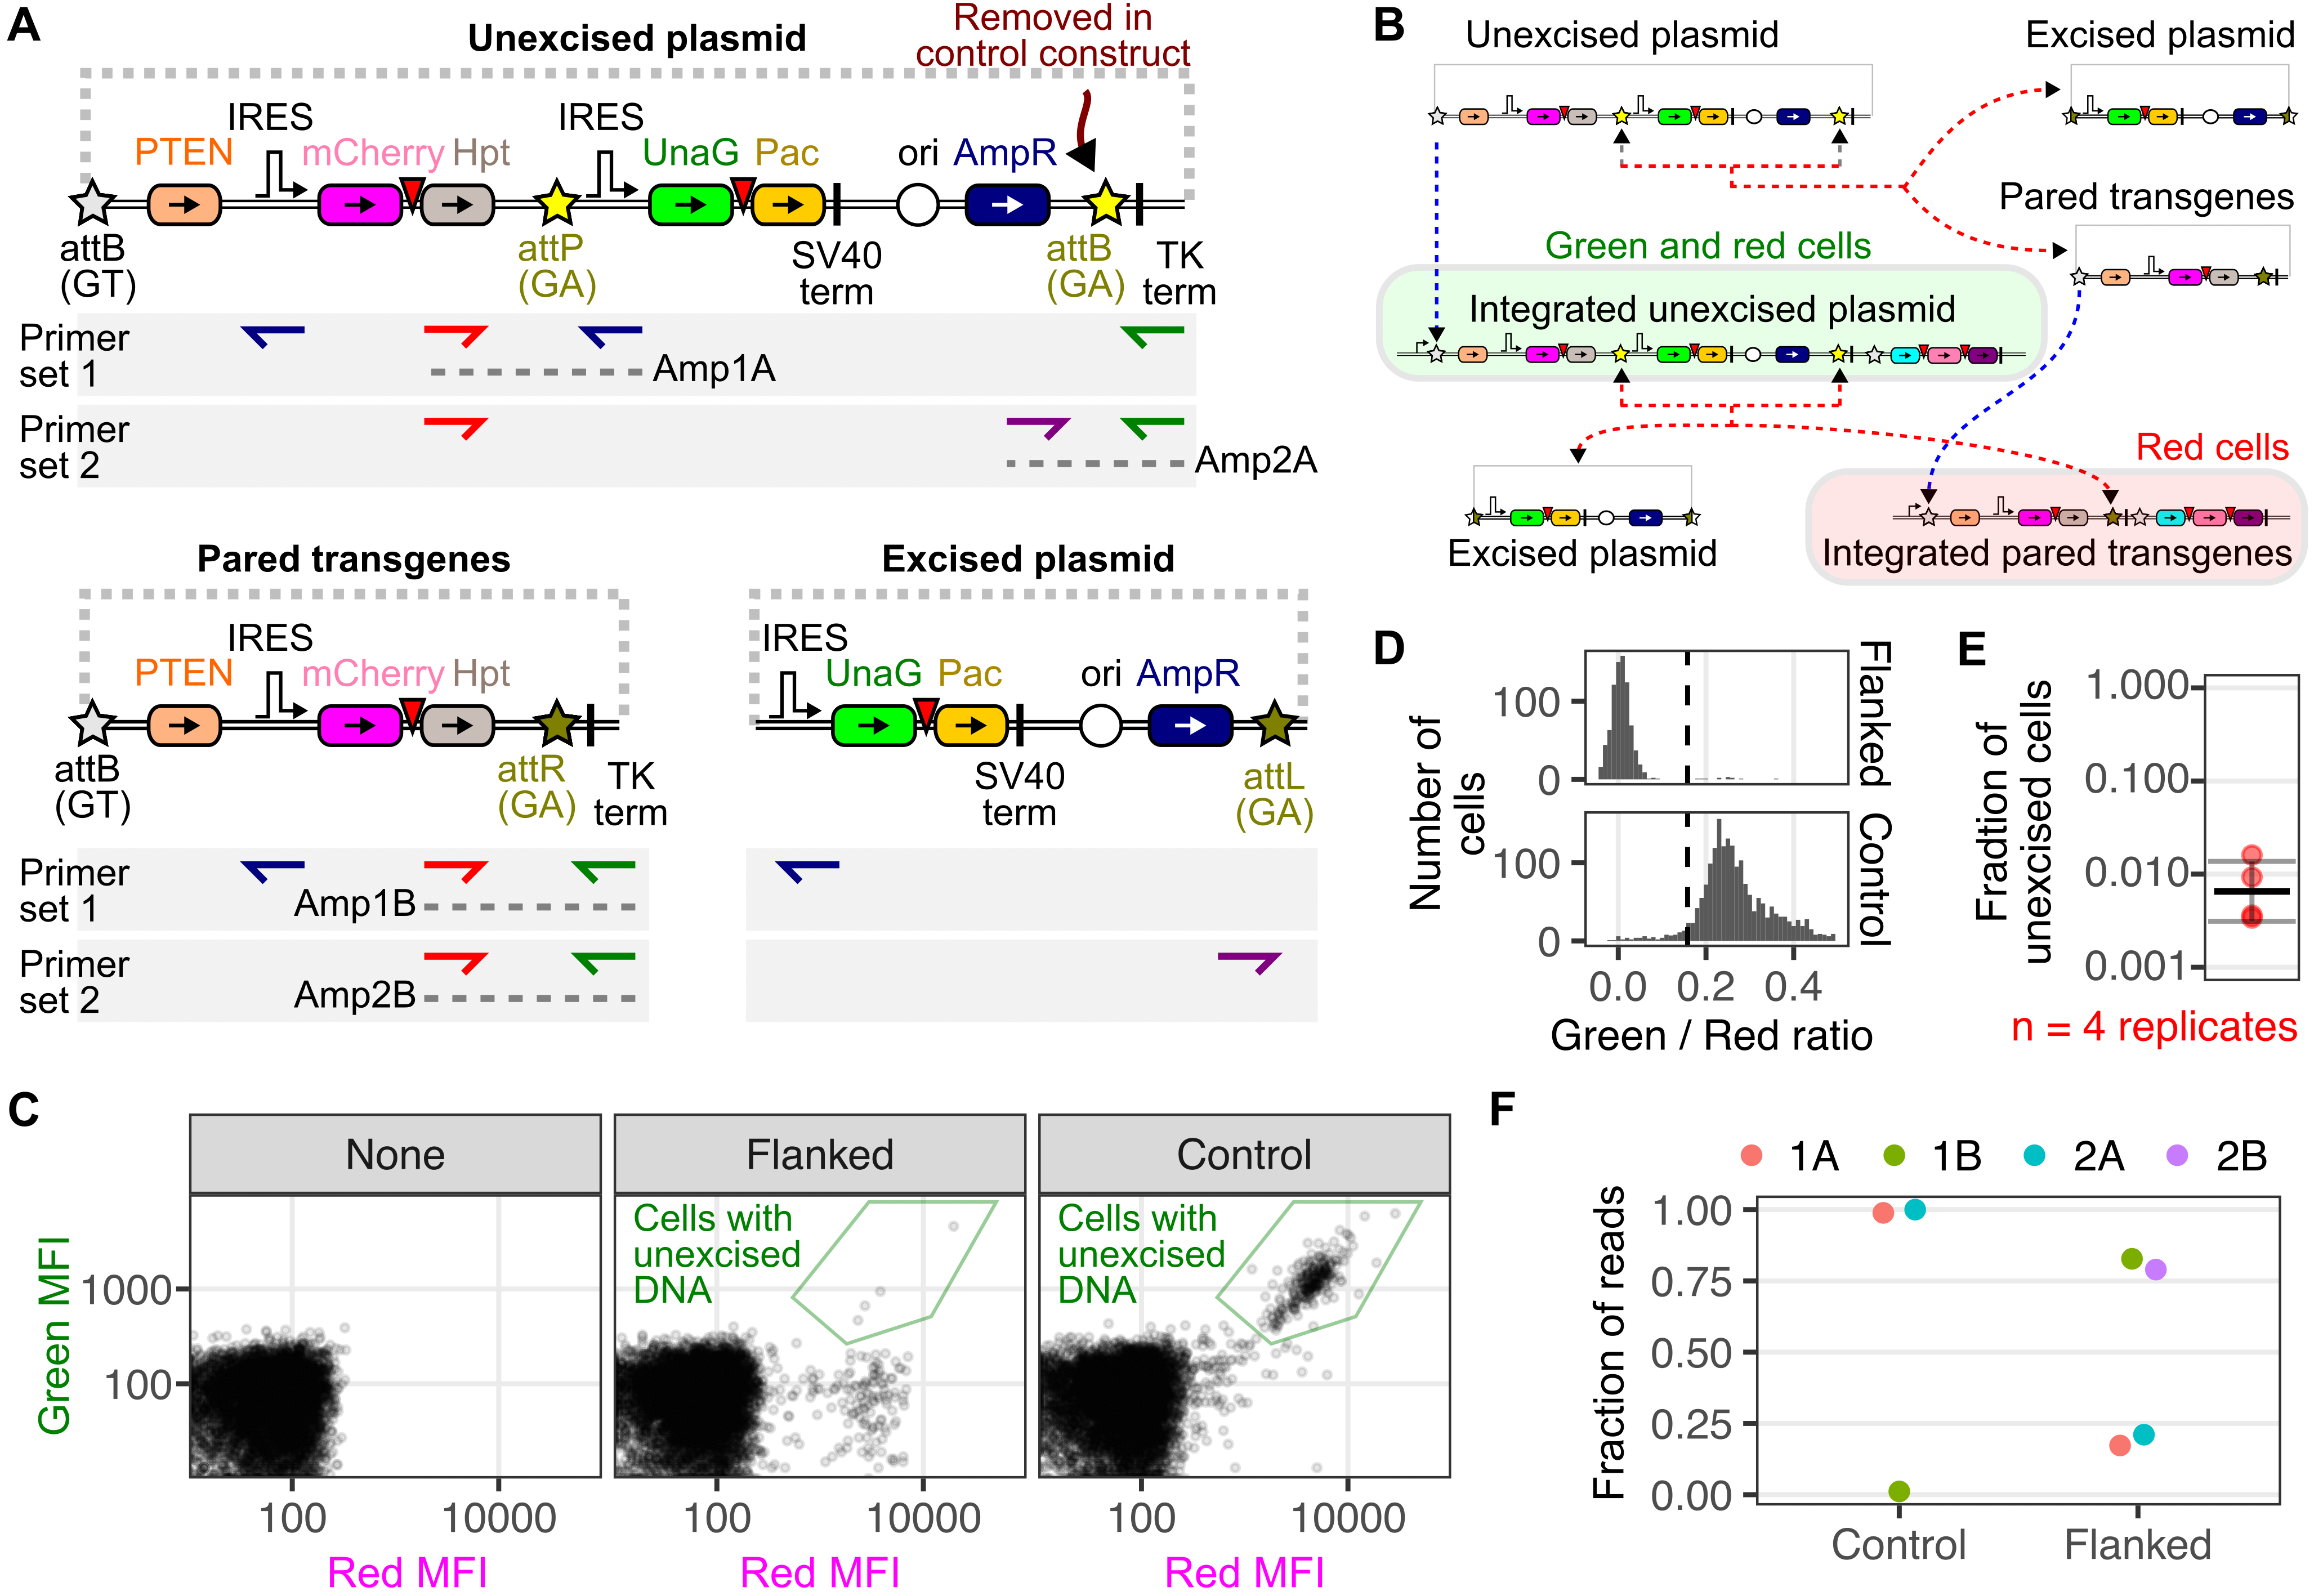 A
Unexcised plasmid
Removed in
control construct
IRES
IRES
PTEN
mCherry
Hpt
UnaG
Pac
ori
AmpR
attB
(GT)
attP
(GA)
SV40
term
attB
(GA)
TK
term
Primer
set 1
Amp1A
Primer
set 2
Amp2A
Pared transgenes
IRES
PTEN
mCherry
Hpt
attB
(GT)
attR
(GA)
TK
term
Excised plasmid
IRES
UnaG
Pac
ori
AmpR
SV40
term
attL
(GA)
Primer
set 1
Amp1B
Primer
set 2
Amp2B
B
Unexcised plasmid
Excised plasmid
Pared transgenes
Green and red cells
Integrated unexcised plasmid
Red cells
Excised plasmid
Integrated pared transgenes
C
None
Flanked
Control
Cells with
unexcised
DNA
Cells with
unexcised
DNA
Green MFI
1000
100
100
10000
100
10000
100
10000
Red MFI
Red MFI
Red MFI
D
Number of
cells
100
0
Flanked
100
0
Control
0.0
0.2
0.4
Green / Red ratio
E
Fradtion of
unexcised cells
1.000
0.100
0.010
0.001
n = 4 replicates
F
1A
1B
2A
2B
Fraction of reads
1.00
0.75
0.50
0.25
0.00
Control
Flanked